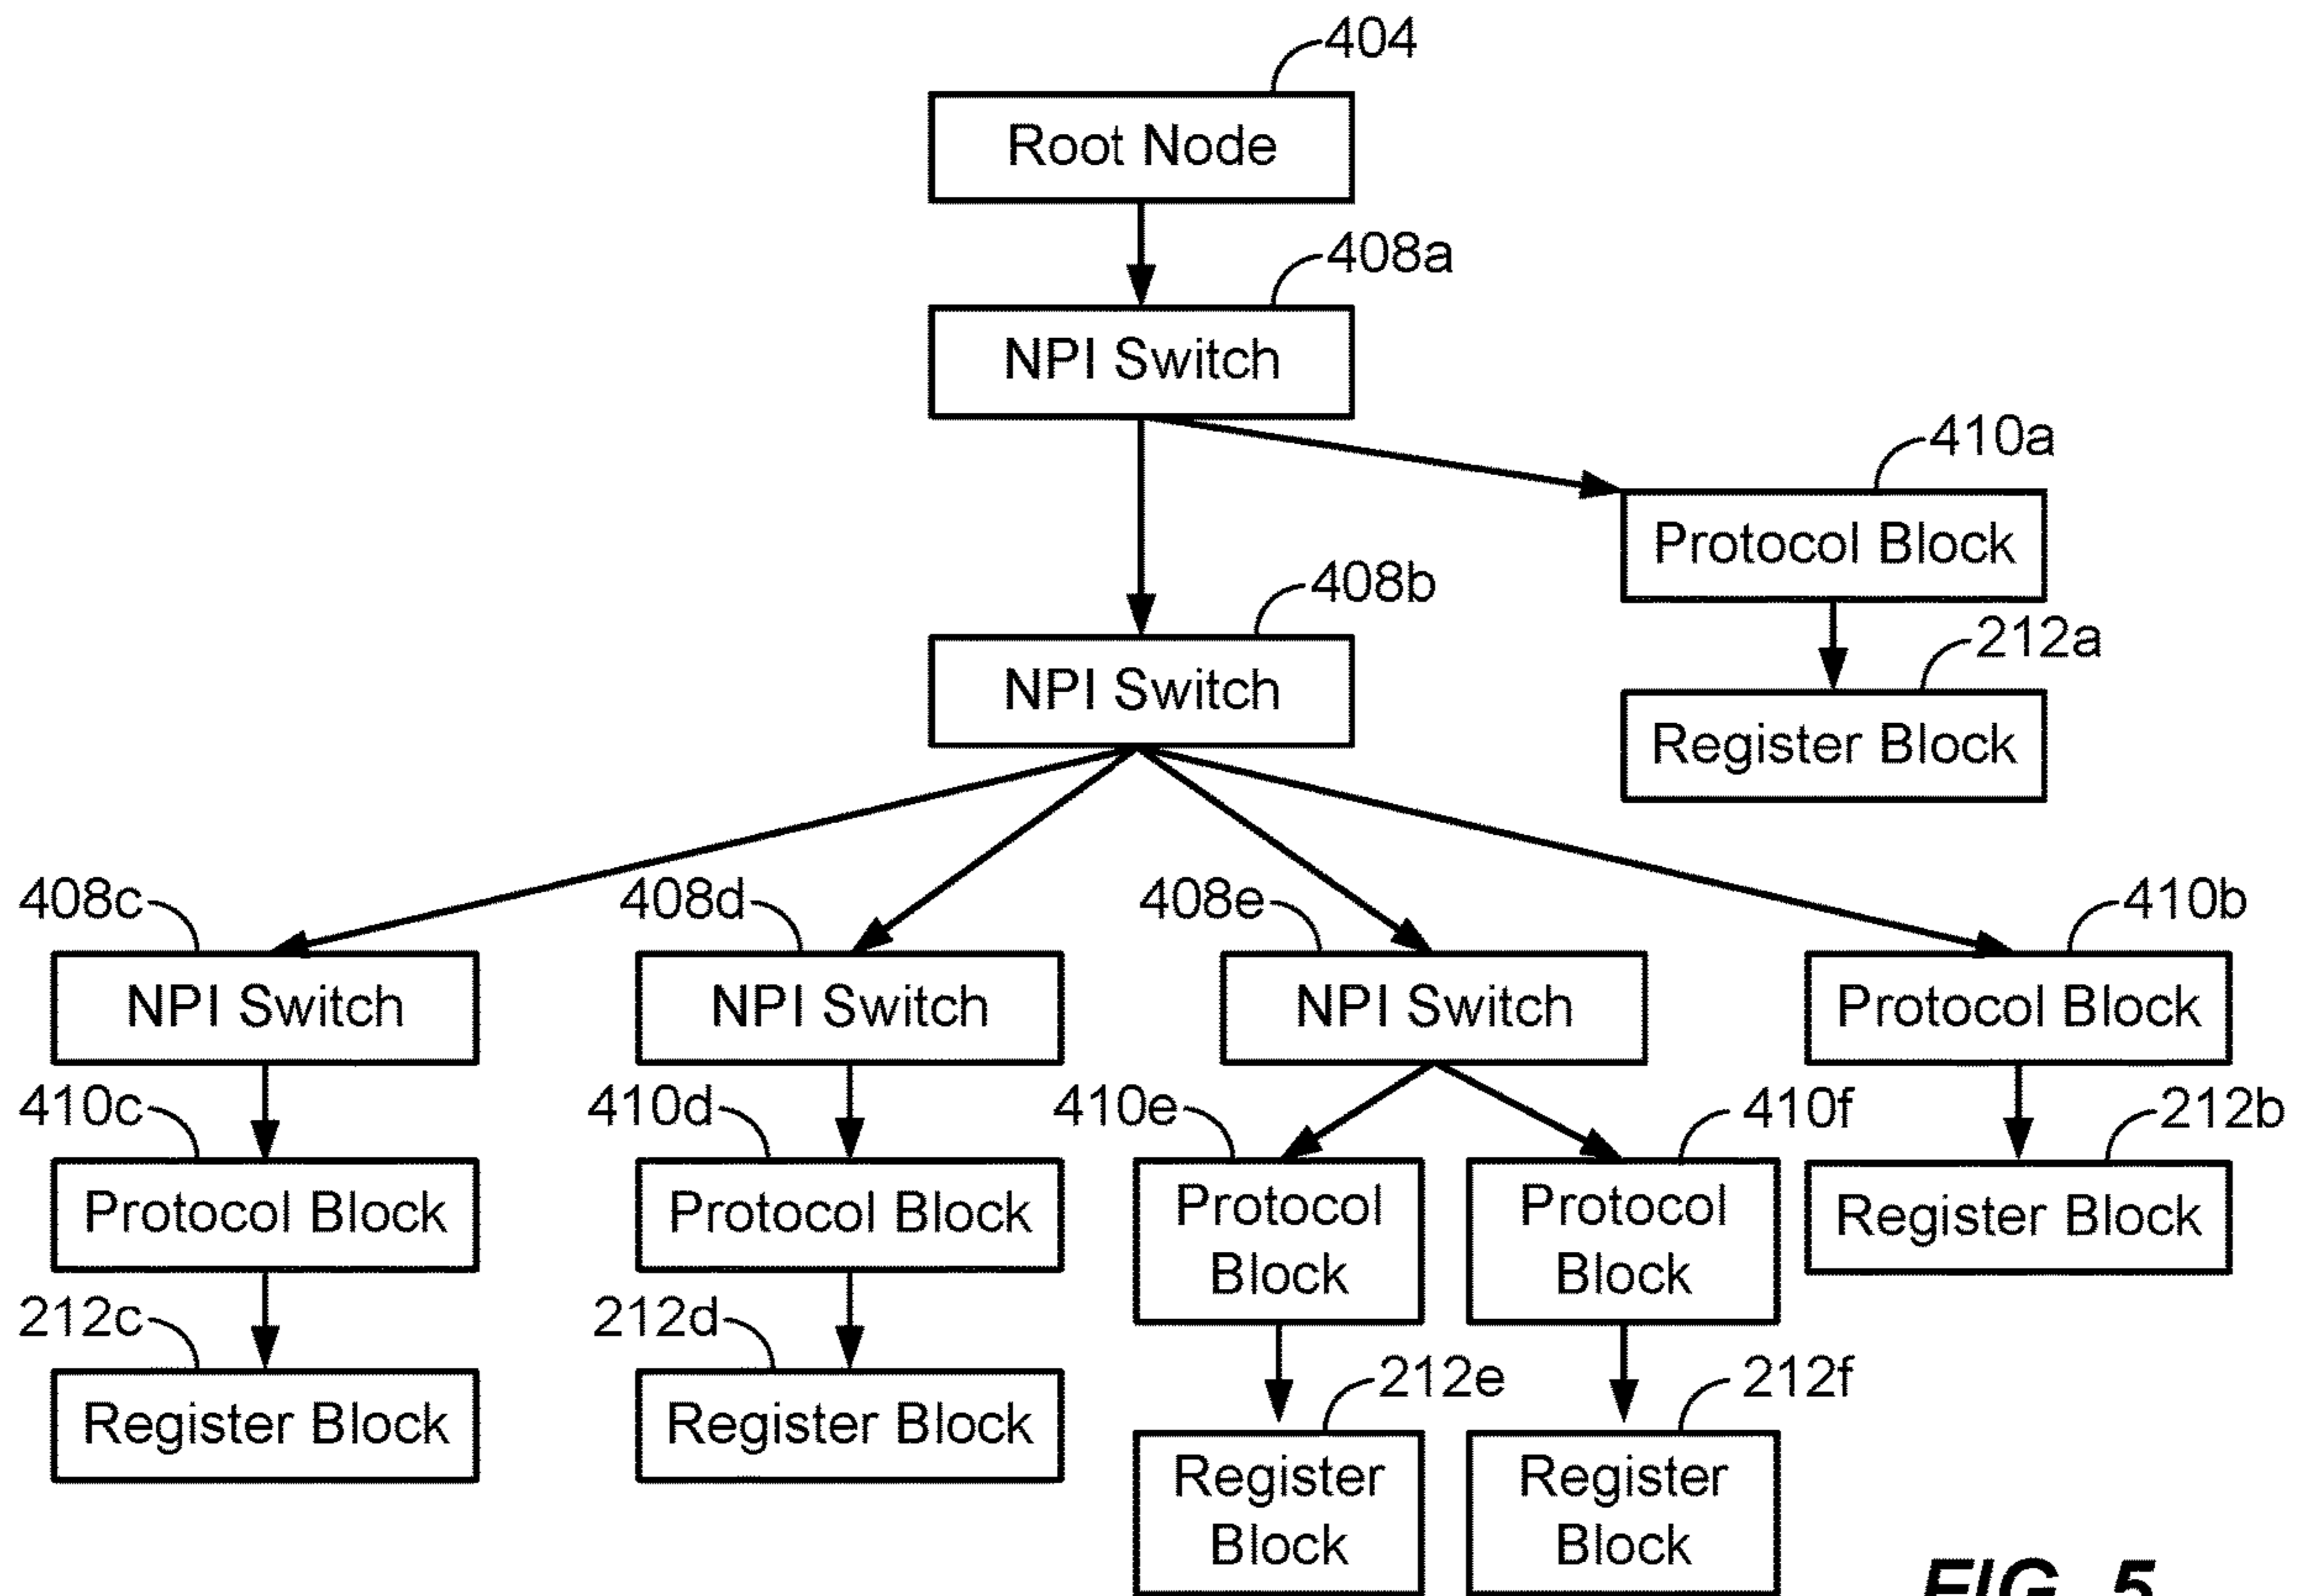 404
Root Node
408a
NPI Switch
410a
Protocol Block
408b
212a
NPI Switch
Register Block
408c
408d
408e
410b
NPI Switch
NPI Switch
NPI Switch
Protocol Block
410c
410d
410e
410f
212b
Protocol Block
Protocol Block
Protocol
Block
Protocol
Block
Register Block
212c
212d
212e
212f
Register Block
Register Block
Register
Block
Register
Block
FIG. 5